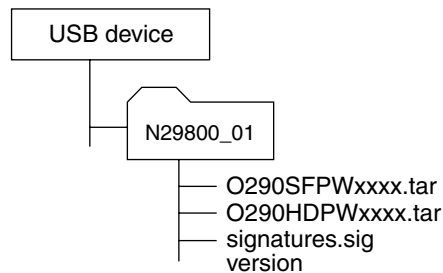 USB device
N29800_01
O290SFPWxxxx.tar
O290HDPWxxxx.tar
signatures.sig
version